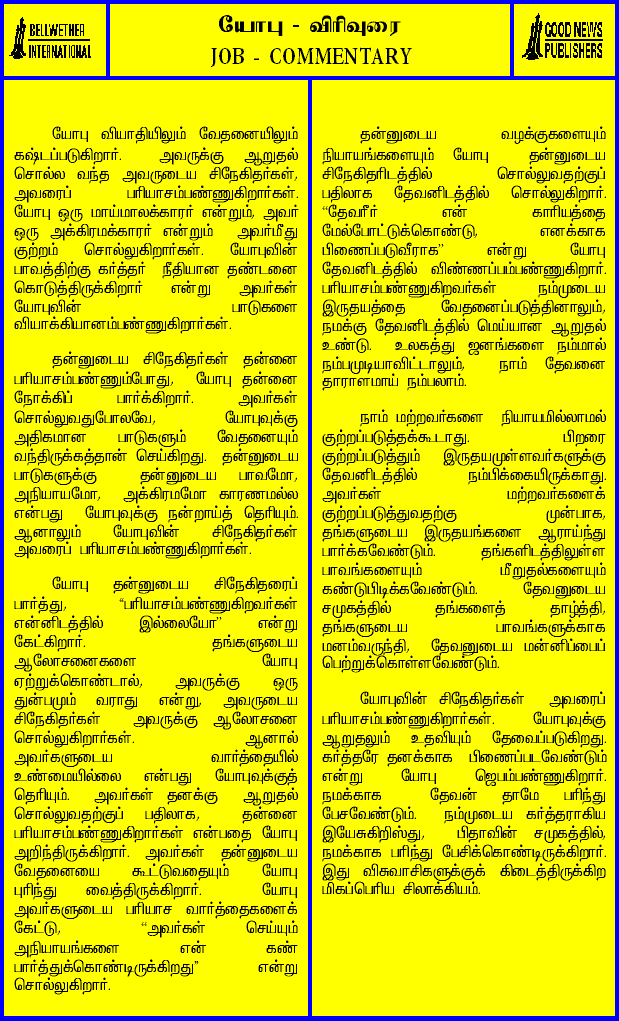 BELLWETHER
INTERNATIONAL
யோபு - விரிவுரை
JOB - COMMENTARY
GOOD NEWS
PUBLISHERS
யோபு வியாதியிலும் வேதனையிலும்
கஷ்டப்படுகிறார். அவருக்கு ஆறுதல்
சொல்ல வந்த அவருடைய சிநேகிதர்கள்,
அவரைப் பரியாசம்பண்ணுகிறார்கள்.
யோபு ஒரு மாய்மாலக்காரர் என்றும், அவர்
ஒரு அக்கிரமக்காரர் என்றும் அவர்மீது
குற்றம் சொல்லுகிறார்கள். யோபுவின்
பாவத்திற்கு கர்த்தர் நீதியான தண்டனை
கொடுத்திருக்கிறார் என்று அவர்கள்
யோபுவின் பாடுகளை
வியாக்கியானம்பண்ணுகிறார்கள்.
தன்னுடைய சிநேகிதர்கள் தன்னை
பரியாசம்பண்ணும்போது, யோபு தன்னை
நோக்கிப் பார்க்கிறார். அவர்கள்
சொல்லுவதுபோலவே, யோபுவுக்கு
அதிகமான பாடுகளும் வேதனையும்
வந்திருக்கத்தான் செய்கிறது. தன்னுடைய
பாடுகளுக்கு தன்னுடைய பாவமோ,
அநியாயமோ, அக்கிரமமோ காரணமல்ல
என்பது யோபுவுக்கு நன்றாய்த் தெரியும்.
ஆனாலும் யோபுவின் சிநேகிதர்கள்
அவரைப் பரியாசம்பண்ணுகிறார்கள்.
யோபு தன்னுடைய சிநேகிதரைப்
பார்த்து, “பரியாசம்பண்ணுகிறவர்கள்
என்னிடத்தில் இல்லையோ” என்று
கேட்கிறார். தங்களுடைய
ஆலோசனைகளை யோபு
ஏற்றுக்கொண்டால், அவருக்கு ஒரு
துன்பமும் வராது என்று, அவருடைய
சிநேகிதர்கள் அவருக்கு ஆலோசனை
சொல்லுகிறார்கள். ஆனால்
அவர்களுடைய வார்த்தையில்
உண்மையில்லை என்பது யோபுவுக்குத்
தெரியும். அவர்கள் தனக்கு ஆறுதல்
சொல்லுவதற்குப் பதிலாக, தன்னை
பரியாசம்பண்ணுகிறார்கள் என்பதை யோபு
அறிந்திருக்கிறார். அவர்கள் தன்னுடைய
வேதனையை கூட்டுவதையும் யோபு
புரிந்து வைத்திருக்கிறார். யோபு
அவர்களுடைய பரியாச வார்த்தைகளைக்
கேட்டு, “அவர்கள் செய்யும்
அநியாயங்களை என் கண்
பார்த்துக்கொண்டிருக்கிறது” என்று
சொல்லுகிறார்.
தன்னுடைய வழக்குகளையும்
நியாயங்களையும் யோபு தன்னுடைய
சிநேகிதரிடத்தில் சொல்லுவதற்குப்
பதிலாக தேவனிடத்தில் சொல்லுகிறார்.
“தேவரீர் என் காரியத்தை
மேல்போட்டுக்கொண்டு, எனக்காக
பிணைப்படுவீராக” என்று யோபு
தேவனிடத்தில் விண்ணப்பம்பண்ணுகிறார்.
பரியாசம்பண்ணுகிறவர்கள் நம்முடைய
இருதயத்தை வேதனைப்படுத்தினாலும்,
நமக்கு தேவனிடத்தில் மெய்யான ஆறுதல்
உண்டு. உலகத்து ஜனங்களை நம்மால்
நம்பமுடியாவிட்டாலும், நாம் தேவனை
தாராளமாய் நம்பலாம்.
நாம் மற்றவர்களை நியாயமில்லாமல்
குற்றப்படுத்தக்கூடாது. பிறரை
குற்றப்படுத்தும் இருதயமுள்ளவர்களுக்கு
தேவனிடத்தில் நம்பிக்கையிருக்காது.
அவர்கள் மற்றவர்களைக்
குற்றப்படுத்துவதற்கு முன்பாக,
தங்களுடைய இருதயங்களை ஆராய்ந்து
பார்க்கவேண்டும். தங்களிடத்திலுள்ள
பாவங்களையும் மீறுதல்களையும்
கண்டுபிடிக்கவேண்டும். தேவனுடைய
சமுகத்தில் தங்களைத் தாழ்த்தி,
தங்களுடைய பாவங்களுக்காக
மனம்வருந்தி, தேவனுடைய மன்னிப்பைப்
பெற்றுக்கொள்ளவேண்டும்.
யோபுவின் சிநேகிதர்கள் அவரைப்
பரியாசம்பண்ணுகிறார்கள். யோபுவுக்கு
ஆறுதலும் உதவியும் தேவைப்படுகிறது.
கர்த்தரே தனக்காக பிணைப்படவேண்டும்
என்று யோபு ஜெபம்பண்ணுகிறார்.
நமக்காக தேவன் தாமே பரிந்து
பேசவேண்டும். நம்முடைய கர்த்தராகிய
இயேசுகிறிஸ்து, பிதாவின் சமுகத்தில்,
நமக்காக பரிந்து பேசிக்கொண்டிருக்கிறார்.
இது விசுவாசிகளுக்குக் கிடைத்திருக்கிற
மிகப்பெரிய சிலாக்கியம்.